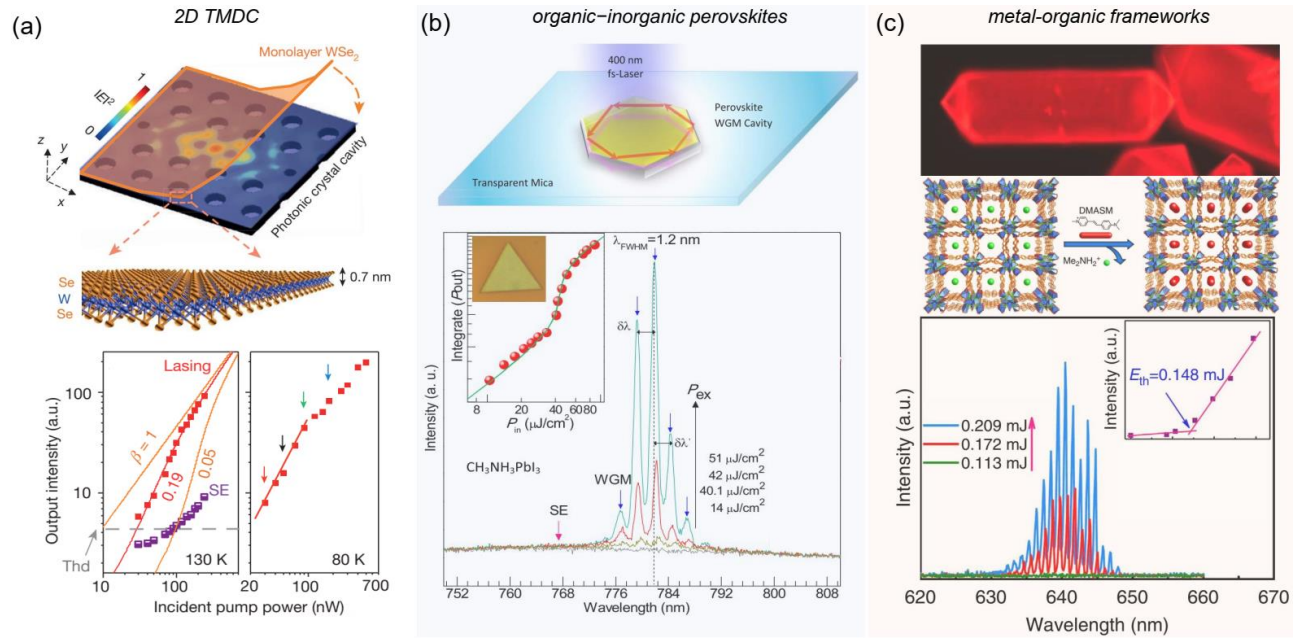 (a)
2D TMDC
Monolayer WSe₂
1
|E|²
0
z
y
x
Photonic crystal cavity
Se
W
Se
0.7 nm
Output intensity (a.u.)
100
10
Lasing
β = 1
0.19
0.05
SE
Thd
130 K
80 K
10
100
20
100
700
Incident pump power (nW)
(b)
organic−inorganic perovskites
400 nm
fs-Laser
Perovskite
WGM Cavity
Transparent Mica
Intensity (a. u.)
Integrate (Pout)
8
20
40
60
80
P_in (μJ/cm²)
λ_FWHM=1.2 nm
δλ
δλ'
P_ex
51 μJ/cm²
42 μJ/cm²
40.1 μJ/cm²
14 μJ/cm²
CH₃NH₃PbI₃
WGM
SE
752
760
768
776
784
792
800
808
Wavelength (nm)
(c)
metal-organic frameworks
DMASM
Me₂NH₂⁺
Intensity (a.u.)
Intensity (a.u.)
E_th=0.148 mJ
0.209 mJ
0.172 mJ
0.113 mJ
620
630
640
650
660
670
Wavelength (nm)